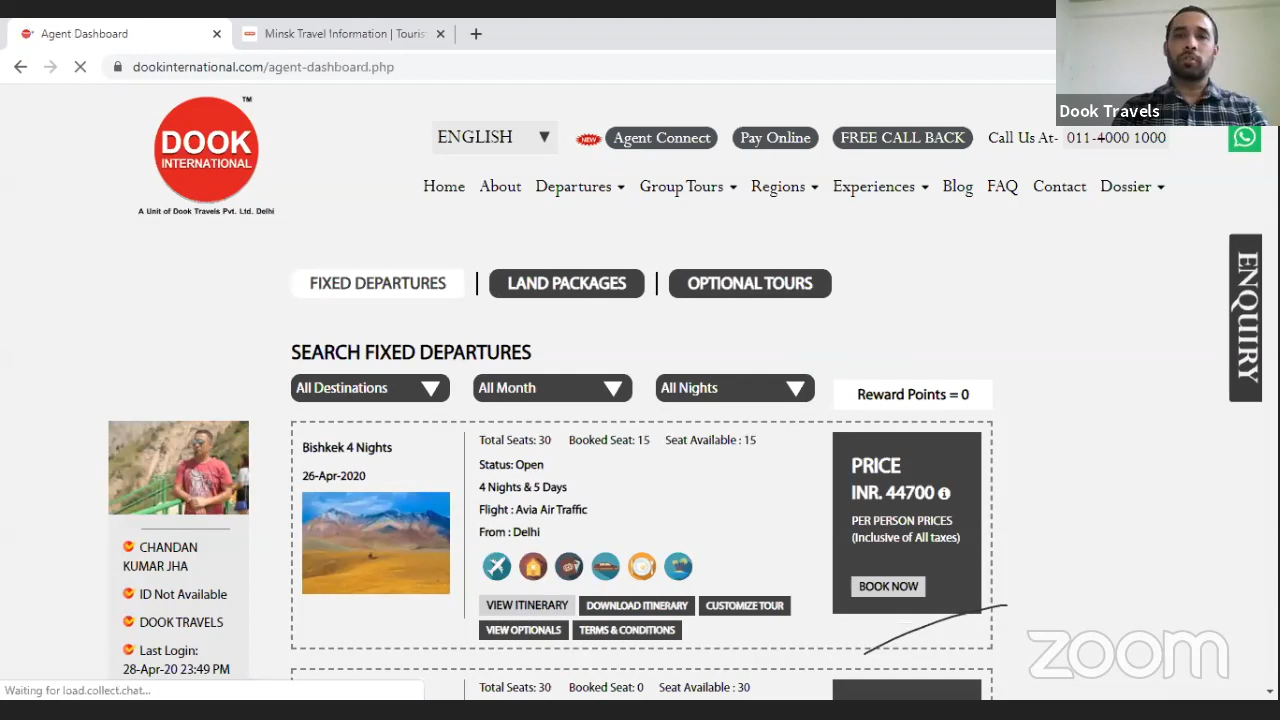 Agent Dashboard
Minsk Travel Information | Touris
dookinternational.com/agent-dashboard.php
Dook Travels
TM
DOOK
INTERNATIONAL
A Unit of Dook Travels Pvt. Ltd. Delhi
ENGLISH
NEW
Agent Connect
Pay Online
FREE CALL BACK
Call Us At- 011-4000 1000
Home About Departures Group Tours Regions Experiences Blog FAQ Contact Dossier
ENQUIRY
FIXED DEPARTURES | LAND PACKAGES | OPTIONAL TOURS
SEARCH FIXED DEPARTURES
All Destinations
All Month
All Nights
Reward Points = 0
Bishkek 4 Nights
26-Apr-2020
Total Seats: 30 Booked Seat: 15 Seat Available : 15
Status: Open
4 Nights & 5 Days
Flight : Avia Air Traffic
From : Delhi
VIEW ITINERARY
DOWNLOAD ITINERARY
CUSTOMIZE TOUR
VIEW OPTIONALS
TERMS & CONDITIONS
PRICE
INR. 44700
PER PERSON PRICES
(Inclusive of All taxes)
BOOK NOW
CHANDAN
KUMAR JHA
ID Not Available
DOOK TRAVELS
Last Login:
28-Apr-20 23:49 PM
Total Seats: 30 Booked Seat: 0 Seat Available : 30
Waiting for load.collect.chat...
zoom